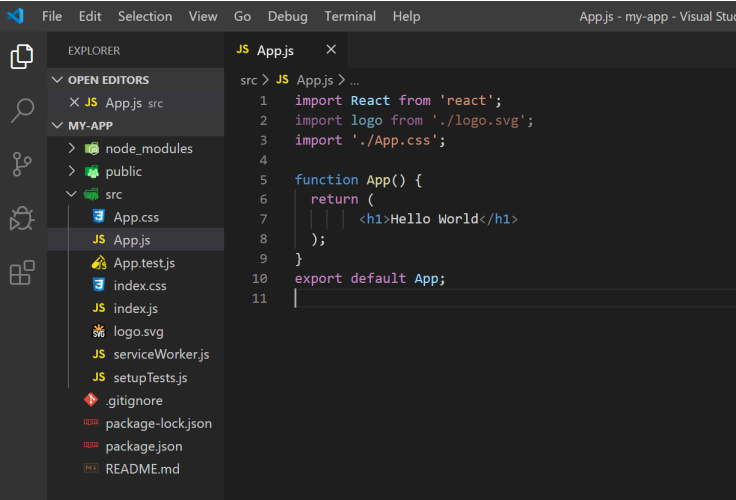 File Edit Selection View Go Debug Terminal Help App.js - my-app - Visual Stud
EXPLORER
OPEN EDITORS
JS App.js src
MY-APP
node_modules
public
src
App.css
JS App.js
App.test.js
index.css
JS index.js
SVG logo.svg
JS serviceWorker.js
JS setupTests.js
.gitignore
package-lock.json
package.json
M↓ README.md
JS App.js
src > JS App.js > ...
1 import React from 'react';
2 import logo from './logo.svg';
3 import './App.css';
4
5 function App() {
6 return (
7 <h1>Hello World</h1>
8 );
9 }
10 export default App;
11